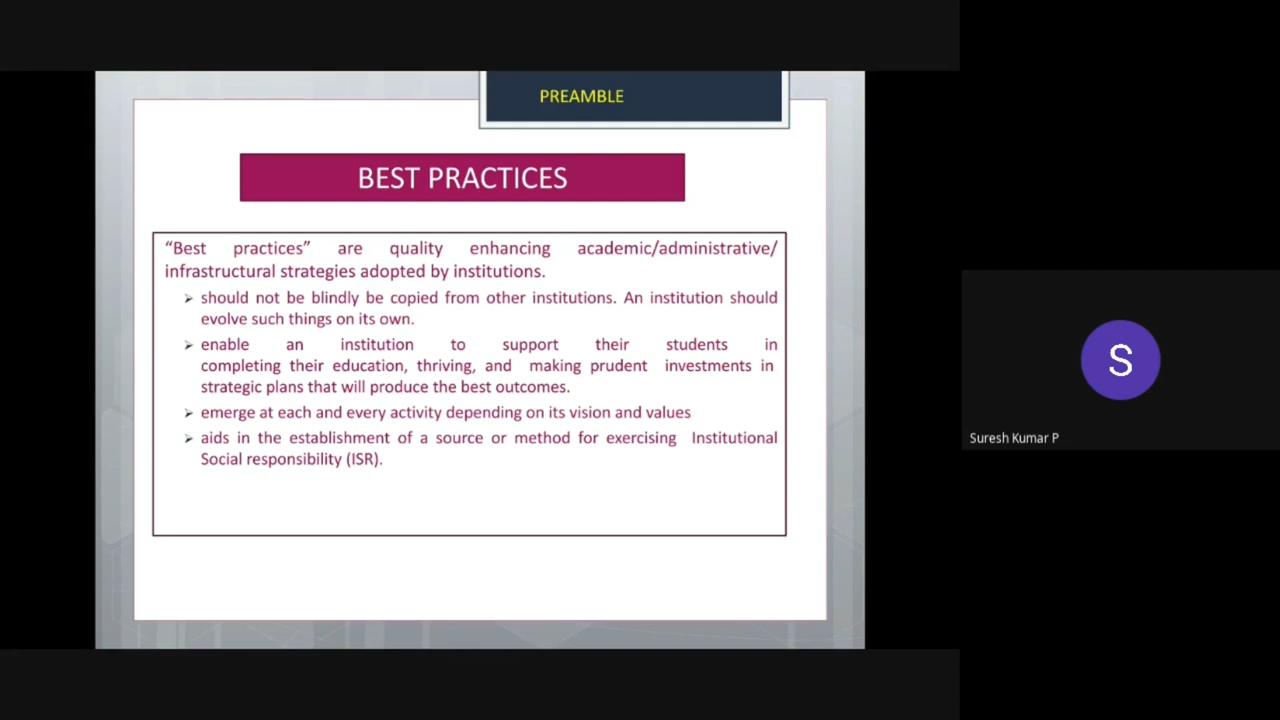 PREAMBLE
BEST PRACTICES
“Best practices” are quality enhancing academic/administrative/
infrastructural strategies adopted by institutions.
➢ should not be blindly be copied from other institutions. An institution should
evolve such things on its own.
➢ enable an institution to support their students in
completing their education, thriving, and making prudent investments in
strategic plans that will produce the best outcomes.
➢ emerge at each and every activity depending on its vision and values
➢ aids in the establishment of a source or method for exercising Institutional
Social responsibility (ISR).
S
Suresh Kumar P